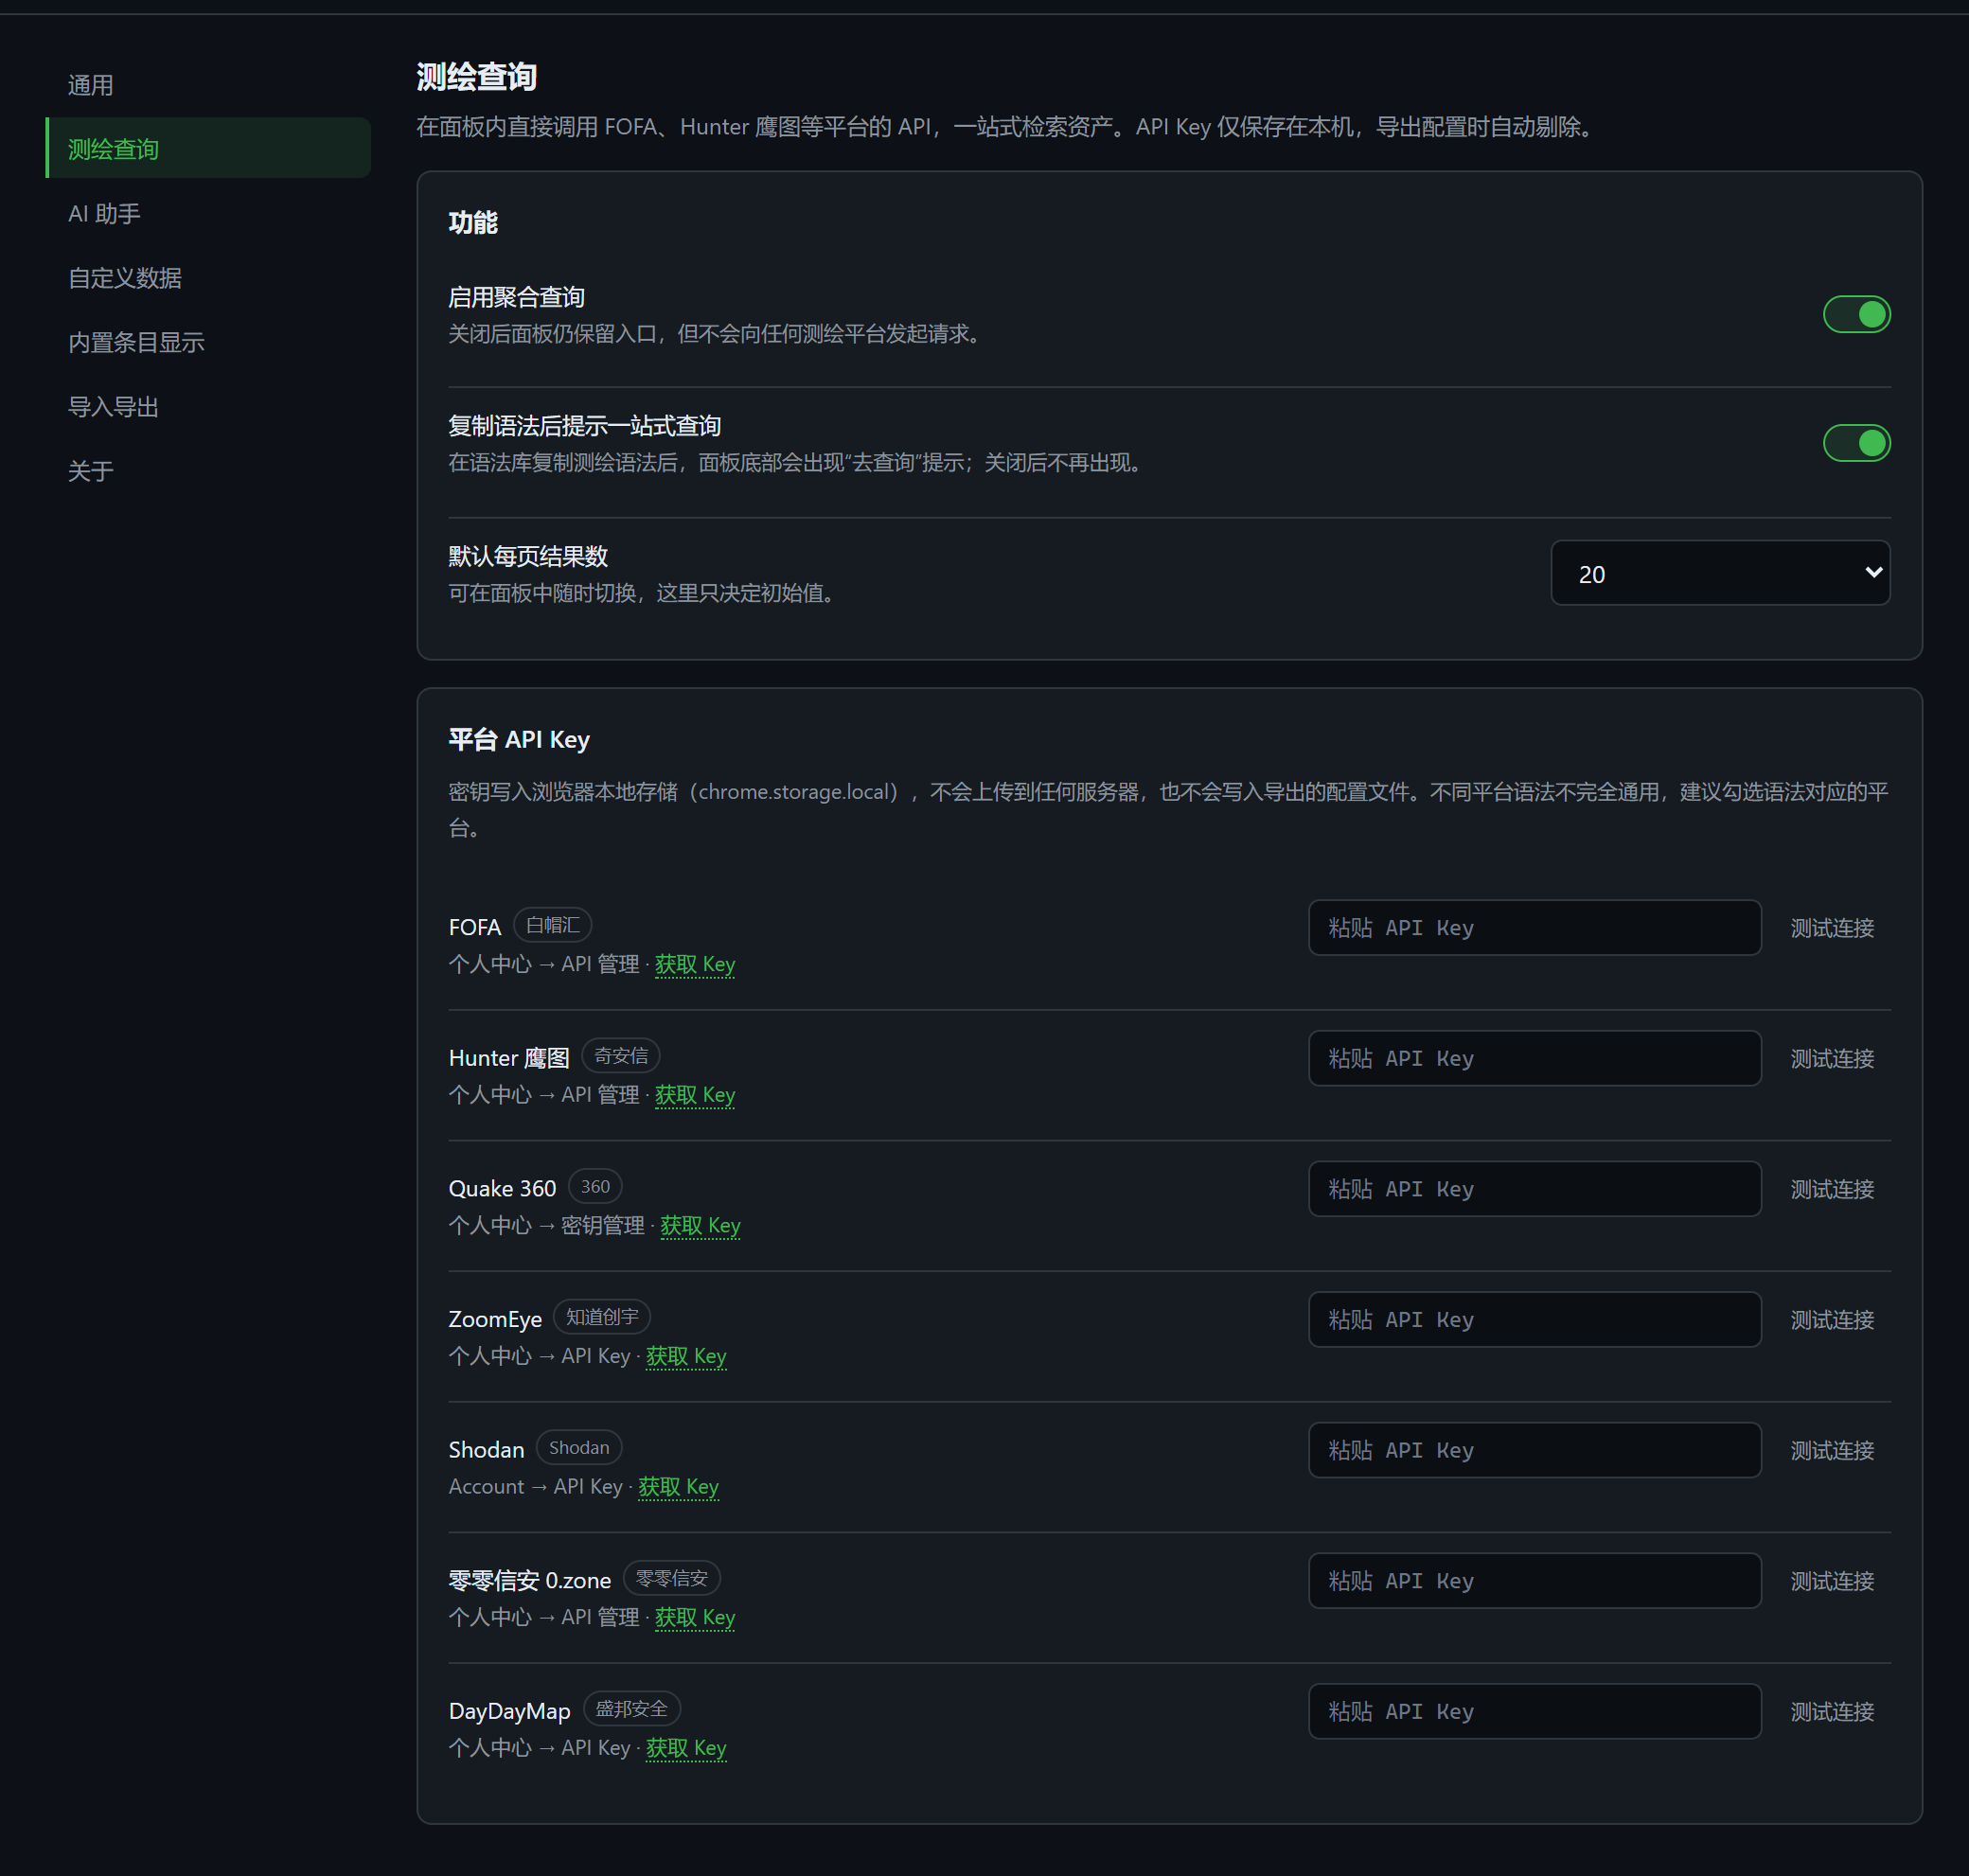 通用
测绘查询
AI 助手
自定义数据
内置条目显示
导入导出
关于
测绘查询
在面板内直接调用 FOFA、Hunter 鹰图等平台的 API，一站式检索资产。API Key 仅保存在本机，导出配置时自动剔除。
功能
启用聚合查询
关闭后面板仍保留入口，但不会向任何测绘平台发起请求。
复制语法后提示一站式查询
在语法库复制测绘语法后，面板底部会出现“去查询”提示；关闭后不再出现。
默认每页结果数
可在面板中随时切换，这里只决定初始值。
20
平台 API Key
密钥写入浏览器本地存储（chrome.storage.local），不会上传到任何服务器，也不会写入导出的配置文件。不同平台语法不完全通用，建议勾选语法对应的平
台。
FOFA 白帽汇
个人中心 → API 管理 · 获取 Key
粘贴 API Key 测试连接
Hunter 鹰图 奇安信
个人中心 → API 管理 · 获取 Key
粘贴 API Key 测试连接
Quake 360 360
个人中心 → 密钥管理 · 获取 Key
粘贴 API Key 测试连接
ZoomEye 知道创宇
个人中心 → API Key · 获取 Key
粘贴 API Key 测试连接
Shodan Shodan
Account → API Key · 获取 Key
粘贴 API Key 测试连接
零零信安 0.zone 零零信安
个人中心 → API 管理 · 获取 Key
粘贴 API Key 测试连接
DayDayMap 盛邦安全
个人中心 → API Key · 获取 Key
粘贴 API Key 测试连接